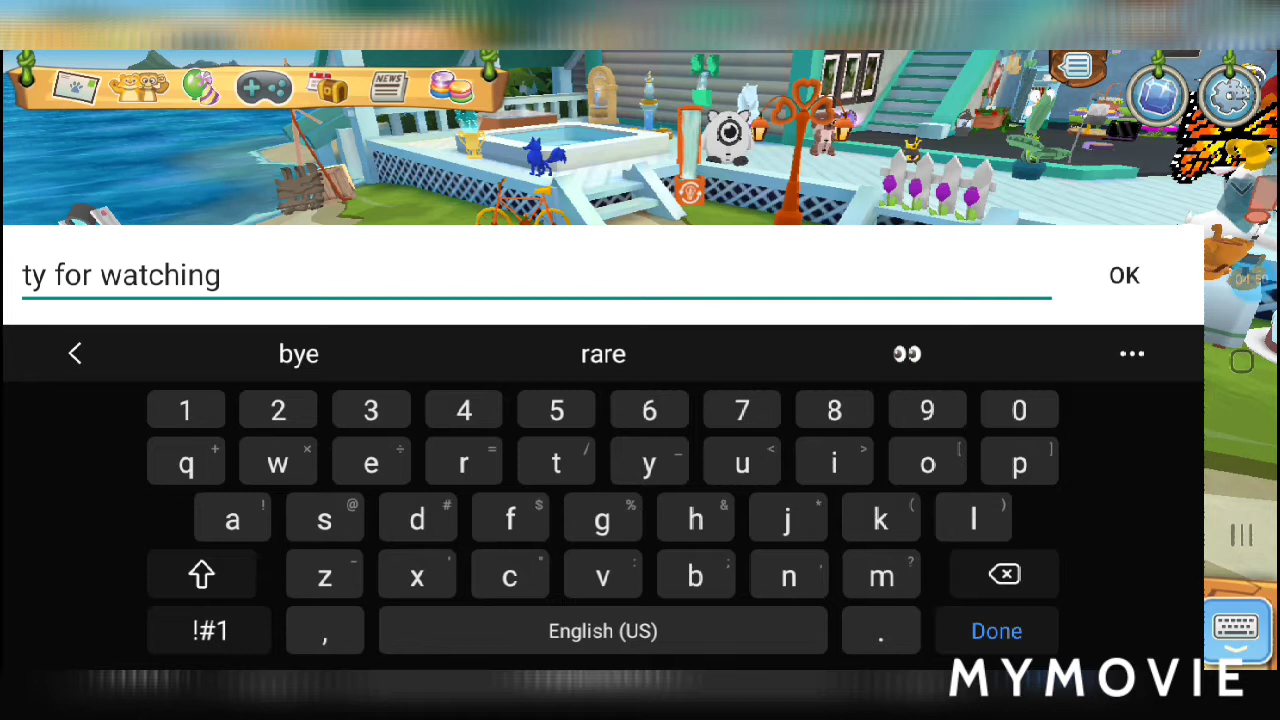 NEWS
ty for watching
OK
bye
rare
1 2 3 4 5 6 7 8 9 0
q + w × e ÷ r = t / y _ u < i > o [ p ]
a ! s @ d # f $ g % h & j * k ( l )
z - x ' c " v : b ; n , m ?
!#1 , English (US) . Done
MYMOVIE